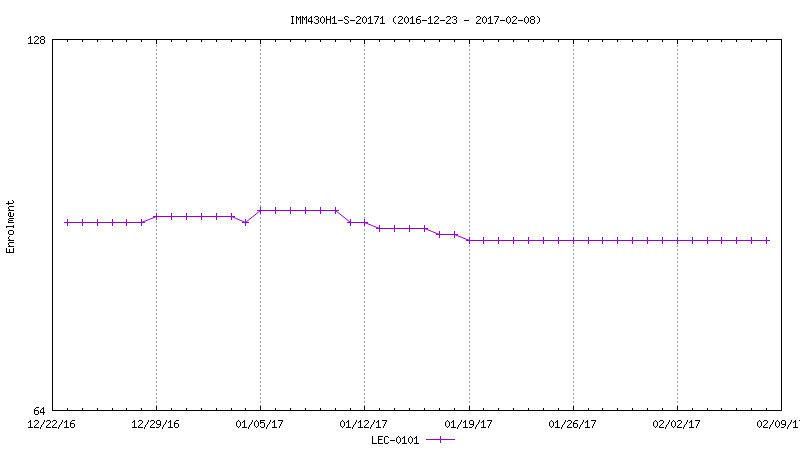 IMM430H1-S-20171 (2016-12-23 - 2017-02-08)
128
Enrolment
64
12/22/16 12/29/16 01/05/17 01/12/17 01/19/17 01/26/17 02/02/17 02/09/17
LEC-0101